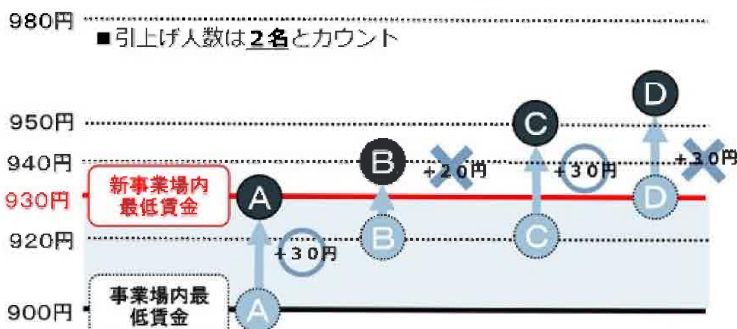 980円
■引上げ人数は2名とカウント
950円
940円
930円
920円
900円
新事業場内
最低賃金
事業場内最
低賃金
A
A
+30円
B
B
+20円
C
C
+30円
D
D
+30円